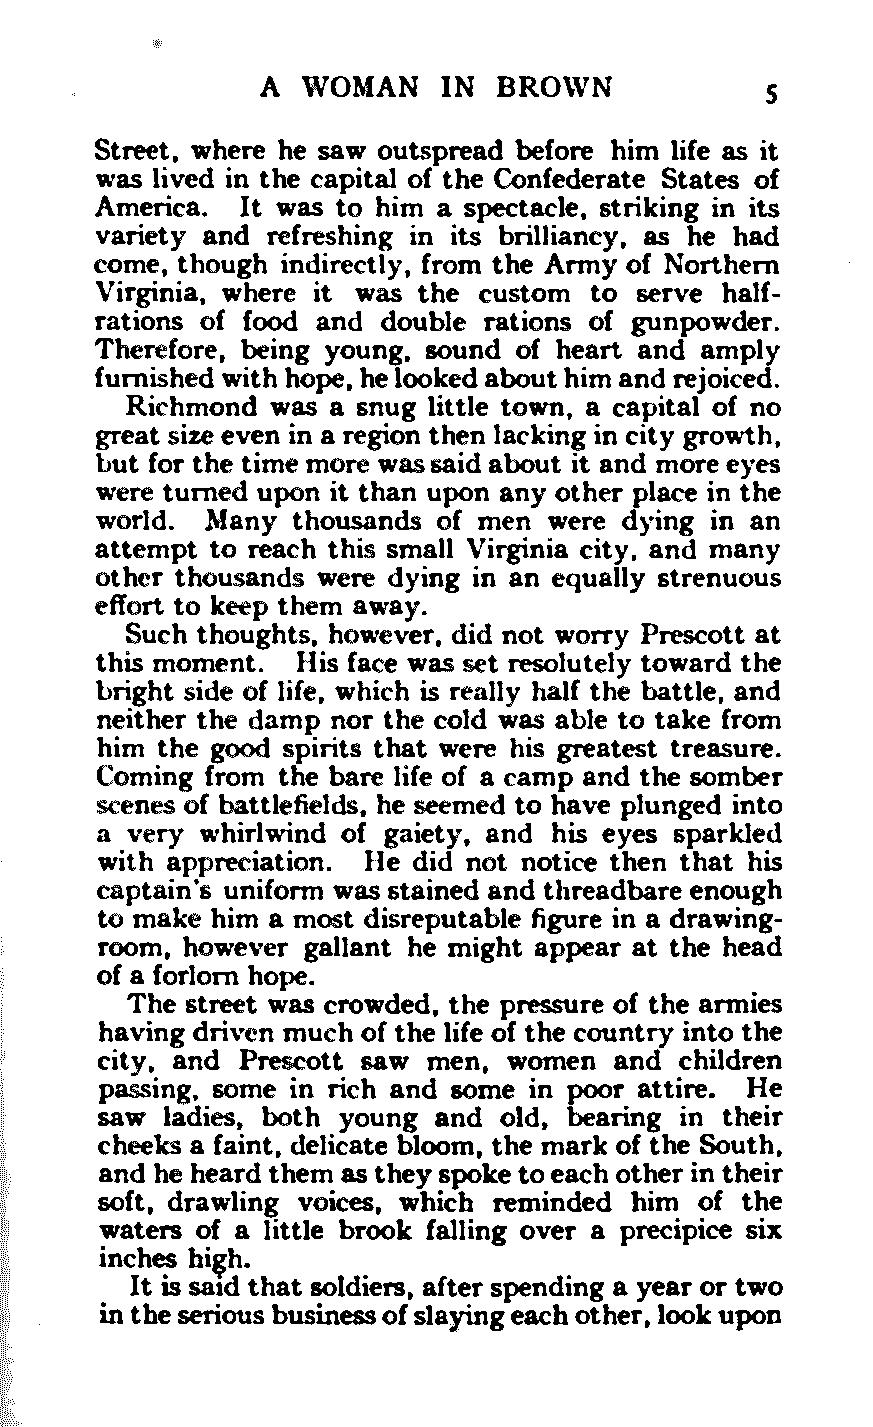 A WOMAN IN BROWN 5
Street, where he saw outspread before him life as it
was lived in the capital of the Confederate States of
America. It was to him a spectacle, striking in its
variety and refreshing in its brilliancy, as he had
come, though indirectly, from the Army of Northern
Virginia, where it was the custom to serve half-
rations of food and double rations of gunpowder.
Therefore, being young, sound of heart and amply
furnished with hope, he looked about him and rejoiced.
Richmond was a snug little town, a capital of no
great size even in a region then lacking in city growth,
but for the time more was said about it and more eyes
were turned upon it than upon any other place in the
world. Many thousands of men were dying in an
attempt to reach this small Virginia city, and many
other thousands were dying in an equally strenuous
effort to keep them away.
Such thoughts, however, did not worry Prescott at
this moment. His face was set resolutely toward the
bright side of life, which is really half the battle, and
neither the damp nor the cold was able to take from
him the good spirits that were his greatest treasure.
Coming from the bare life of a camp and the somber
scenes of battlefields, he seemed to have plunged into
a very whirlwind of gaiety, and his eyes sparkled
with appreciation. He did not notice then that his
captain's uniform was stained and threadbare enough
to make him a most disreputable figure in a drawing-
room, however gallant he might appear at the head
of a forlorn hope.
The street was crowded, the pressure of the armies
having driven much of the life of the country into the
city, and Prescott saw men, women and children
passing, some in rich and some in poor attire. He
saw ladies, both young and old, bearing in their
cheeks a faint, delicate bloom, the mark of the South,
and he heard them as they spoke to each other in their
soft, drawling voices, which reminded him of the
waters of a little brook falling over a precipice six
inches high.
It is said that soldiers, after spending a year or two
in the serious business of slaying each other, look upon